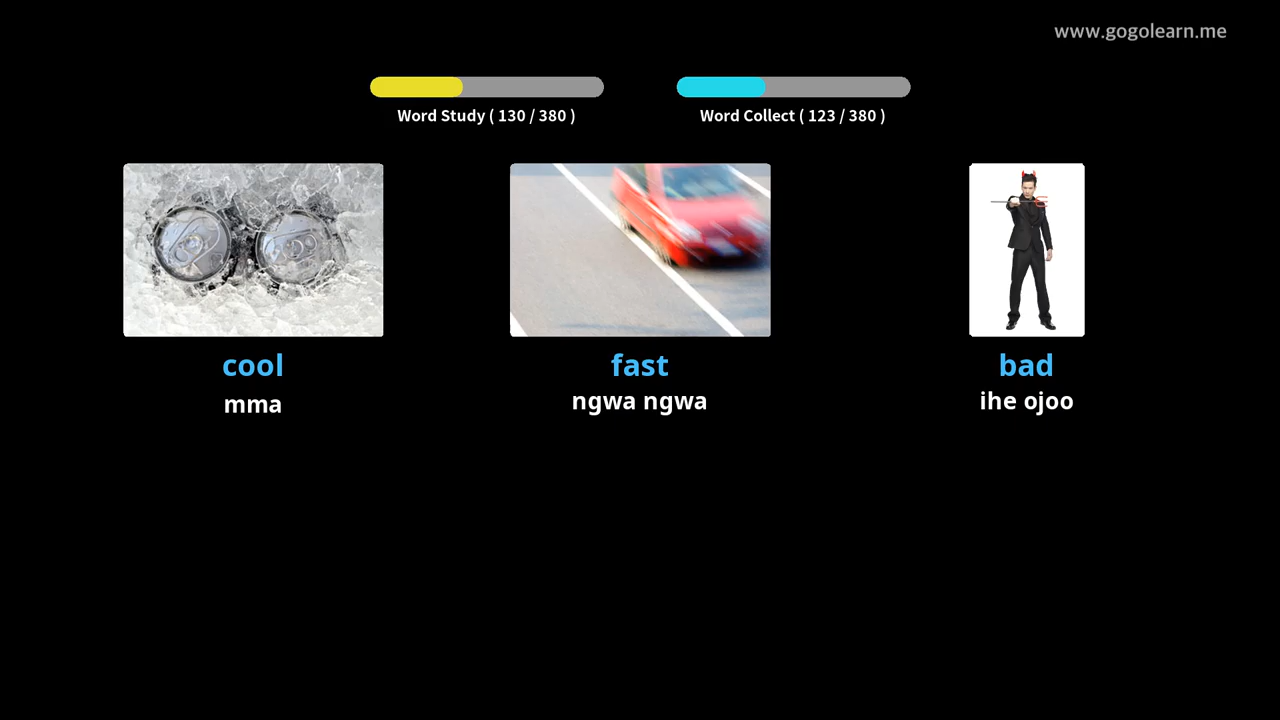 www.gogolearn.me
Word Study ( 130 / 380 )
Word Collect ( 123 / 380 )
cool
mma
fast
ngwa ngwa
bad
ihe ojoo